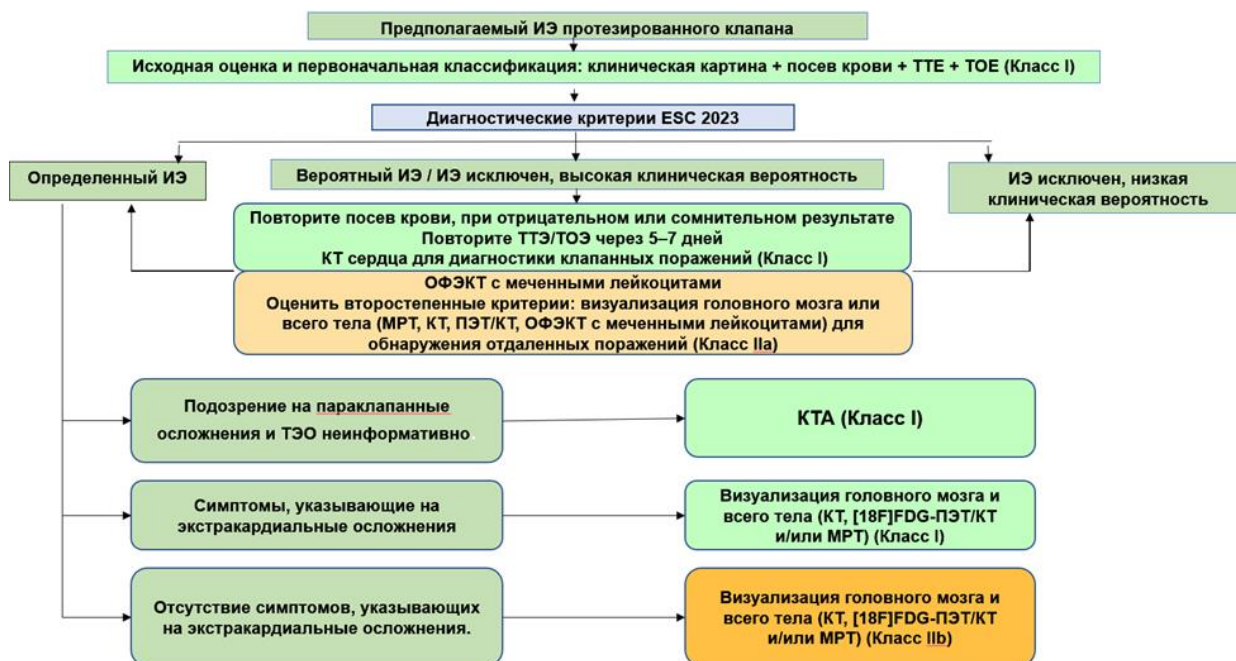 Предполагаемый ИЭ протезированного клапана
Исходная оценка и первоначальная классификация: клиническая картина + посев крови + ТТЕ + ТОЕ (Класс I)
Диагностические критерии ESC 2023
Определенный ИЭ
Вероятный ИЭ / ИЭ исключен, высокая клиническая вероятность
ИЭ исключен, низкая
клиническая вероятность
Повторите посев крови, при отрицательном или сомнительном результате
Повторите ТТЭ/ТОЭ через 5–7 дней
КТ сердца для диагностики клапанных поражений (Класс I)
ОФЭКТ с меченными лейкоцитами
Оценить второстепенные критерии: визуализация головного мозга или
всего тела (МРТ, КТ, ПЭТ/КТ, ОФЭКТ с меченными лейкоцитами) для
обнаружения отдаленных поражений (Класс IIa)
Подозрение на параклапанные
осложнения и ТЭО неинформативно.
КТА (Класс I)
Симптомы, указывающие на
экстракардиальные осложнения
Визуализация головного мозга и
всего тела (КТ, [18F]FDG-ПЭТ/КТ
и/или МРТ) (Класс I)
Отсутствие симптомов, указывающих
на экстракардиальные осложнения.
Визуализация головного мозга и
всего тела (КТ, [18F]FDG-ПЭТ/КТ
и/или МРТ) (Класс IIb)